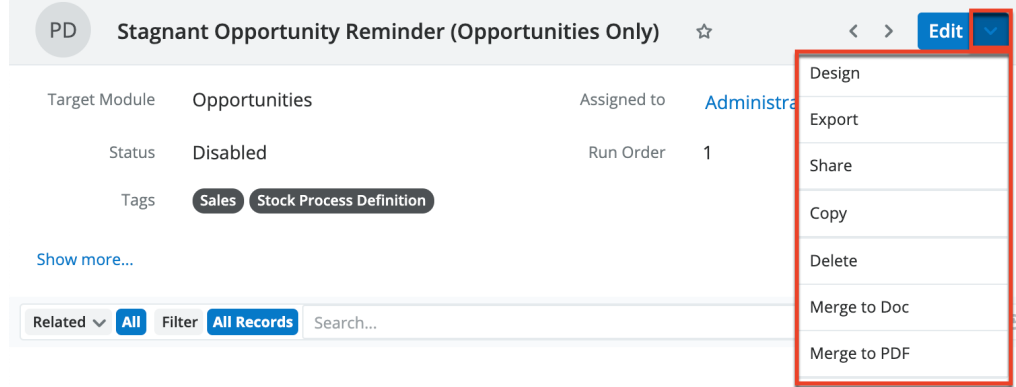 PD
Stagnant Opportunity Reminder (Opportunities Only)
Edit
Design
Export
Share
Copy
Delete
Merge to Doc
Merge to PDF
Target Module Opportunities Assigned to Administra
Status Disabled Run Order 1
Tags Sales Stock Process Definition
Show more...
Related All Filter All Records Search...